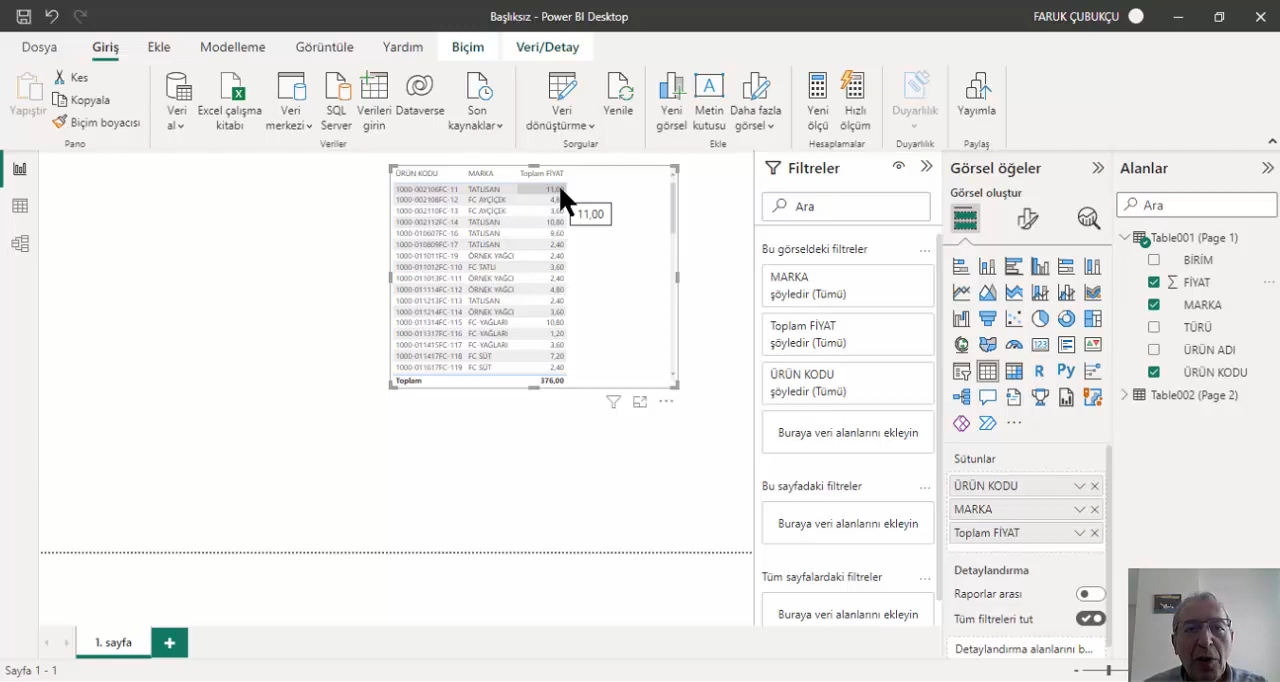 Başlıksız - Power BI Desktop
FARUK ÇUBUKÇU
Dosya Giriş Ekle Modelleme Görüntüle Yardım Biçim Veri/Detay
Yapıştır
Kes
Kopyala
Biçim boyacısı
Veri al
Excel çalışma kitabı
Veri merkezi
SQL Server
Verileri girin
Dataverse
Son kaynaklar
Veri dönüştürme
Yenile
Yeni görsel
Metin kutusu
Daha fazla görsel
Yeni ölçü
Hızlı ölçüm
Duyarlılık
Yayımla
Pano Veriler Sorgular Ekle Hesaplamalar Duyarlılık Paylaş
ÜRÜN KODU MARKA Toplam FİYAT
1000-002106FC-11 TATLISAN 11,00
1000-002108FC-12 FC AYÇİÇEK
1000-002110FC-13 FC AYÇİÇEK
1000-002112FC-14 TATLISAN 10,80
1000-010607FC-16 TATLISAN 9,60
1000-010809FC-17 TATLISAN 2,40
1000-011011FC-19 ÖRNEK YAĞCI 2,40
1000-011012FC-110 FC TATLI 3,60
1000-011013FC-111 ÖRNEK YAĞCI 2,40
1000-011114FC-112 ÖRNEK YAĞCI 4,80
1000-011213FC-113 TATLISAN 2,40
1000-011214FC-114 ÖRNEK YAĞCI 3,60
1000-011314FC-115 FC YAĞLARI 10,80
1000-011317FC-116 FC YAĞLARI 1,20
1000-011415FC-117 FC YAĞLARI 3,60
1000-011417FC-118 FC SÜT 7,20
1000-011617FC-119 FC SÜT 2,40
Toplam 376,00
11,00
Filtreler
Ara
Bu görseldeki filtreler ...
MARKA
şöyledir (Tümü)
Toplam FİYAT
şöyledir (Tümü)
ÜRÜN KODU
şöyledir (Tümü)
Buraya veri alanlarını ekleyin
Bu sayfadaki filtreler ...
Buraya veri alanlarını ekleyin
Tüm sayfalardaki filtreler ...
Buraya veri alanlarını ekleyin
Görsel öğeler
Görsel oluştur
R Py
123
Sütunlar
ÜRÜN KODU
MARKA
Toplam FİYAT
Detaylandırma
Raporlar arası
Tüm filtreleri tut
Detaylandırma alanlarını b...
Alanlar
Ara
Table001 (Page 1)
BİRİM
FİYAT
MARKA
TÜRÜ
ÜRÜN ADI
ÜRÜN KODU
Table002 (Page 2)
1. sayfa
Sayfa 1 - 1